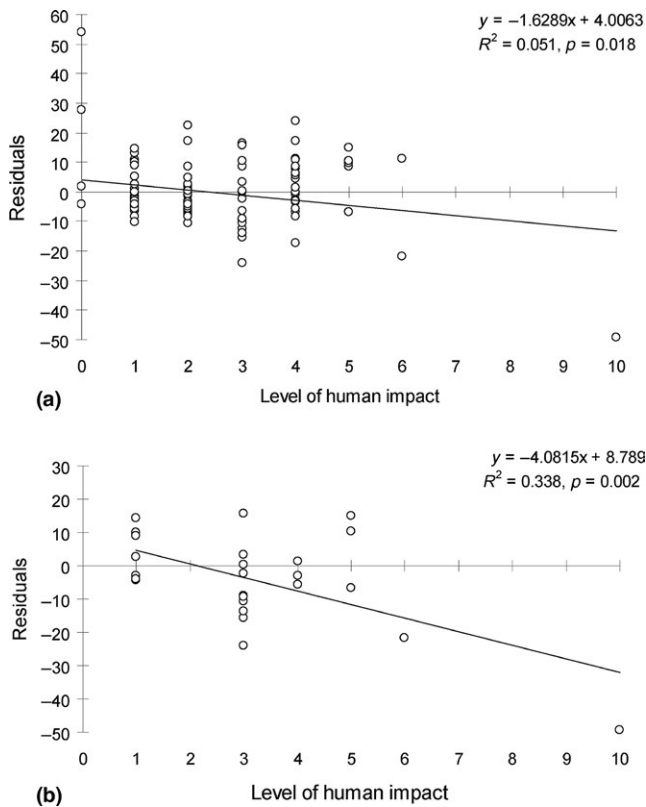 y = −1.6289x + 4.0063
R² = 0.051, p = 0.018
60
50
40
30
20
10
0
−10
−20
−30
−40
−50
Residuals
0 1 2 3 4 5 6 7 8 9 10
Level of human impact
(a)
y = −4.0815x + 8.789
R² = 0.338, p = 0.002
30
20
10
0
−10
−20
−30
−40
−50
Residuals
0 1 2 3 4 5 6 7 8 9 10
Level of human impact
(b)